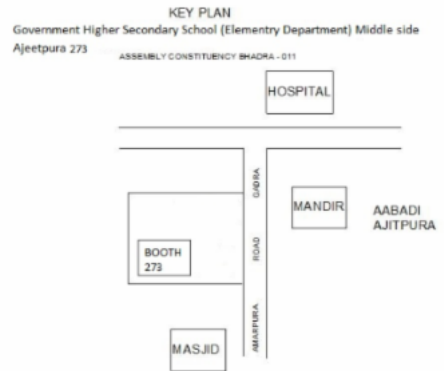 KEY PLAN
Government Higher Secondary School (Elementry Department) Middle side
Ajeetpura 273
ASSEMBLY CONSTITUENCY BHADRA - 011
HOSPITAL
GADRA
MANDIR
AABADI
AJITPURA
ROAD
BOOTH
273
AMARPURA
MASJID